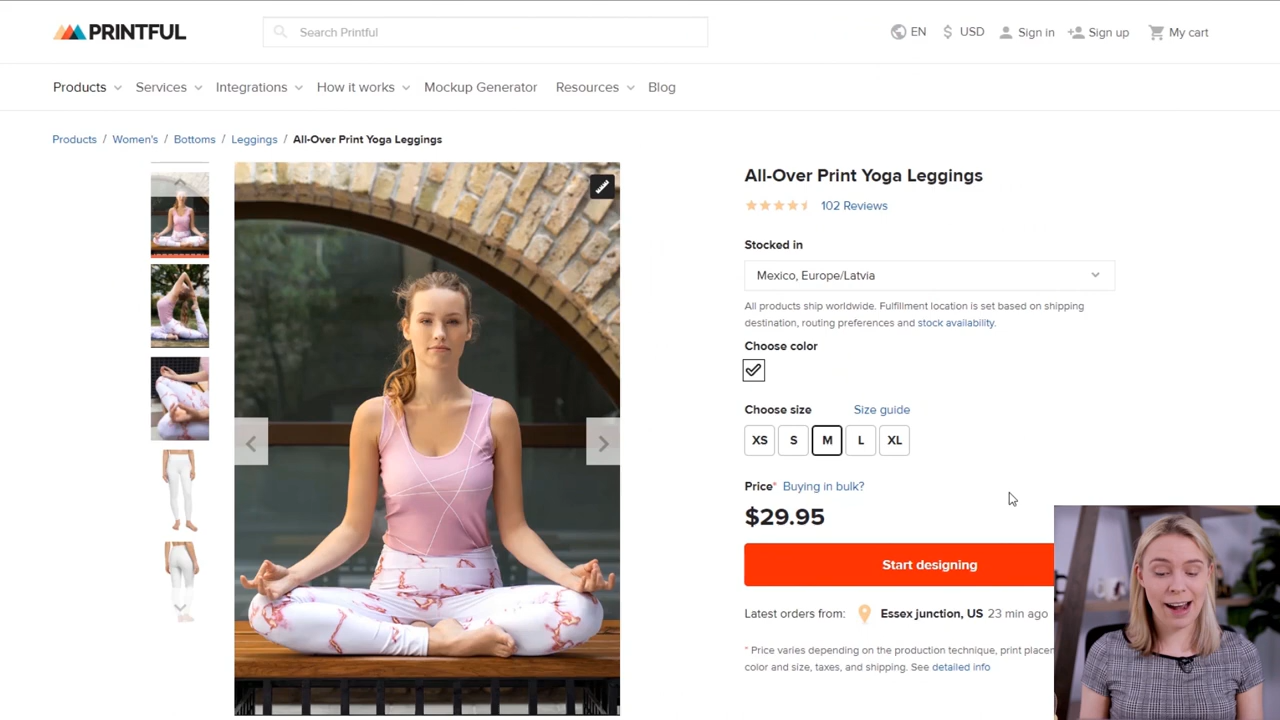 PRINTFUL
Search Printful
EN
$ USD
Sign in
Sign up
My cart
Products
Services
Integrations
How it works
Mockup Generator
Resources
Blog
Products / Women's / Bottoms / Leggings / All-Over Print Yoga Leggings
All-Over Print Yoga Leggings
102 Reviews
Stocked in
Mexico, Europe/Latvia
All products ship worldwide. Fulfillment location is set based on shipping
destination, routing preferences and stock availability.
Choose color
Choose size
Size guide
XS
S
M
L
XL
Price* Buying in bulk?
$29.95
Start designing
Latest orders from: Essex junction, US 23 min ago
* Price varies depending on the production technique, print placem
color and size, taxes, and shipping. See detailed info